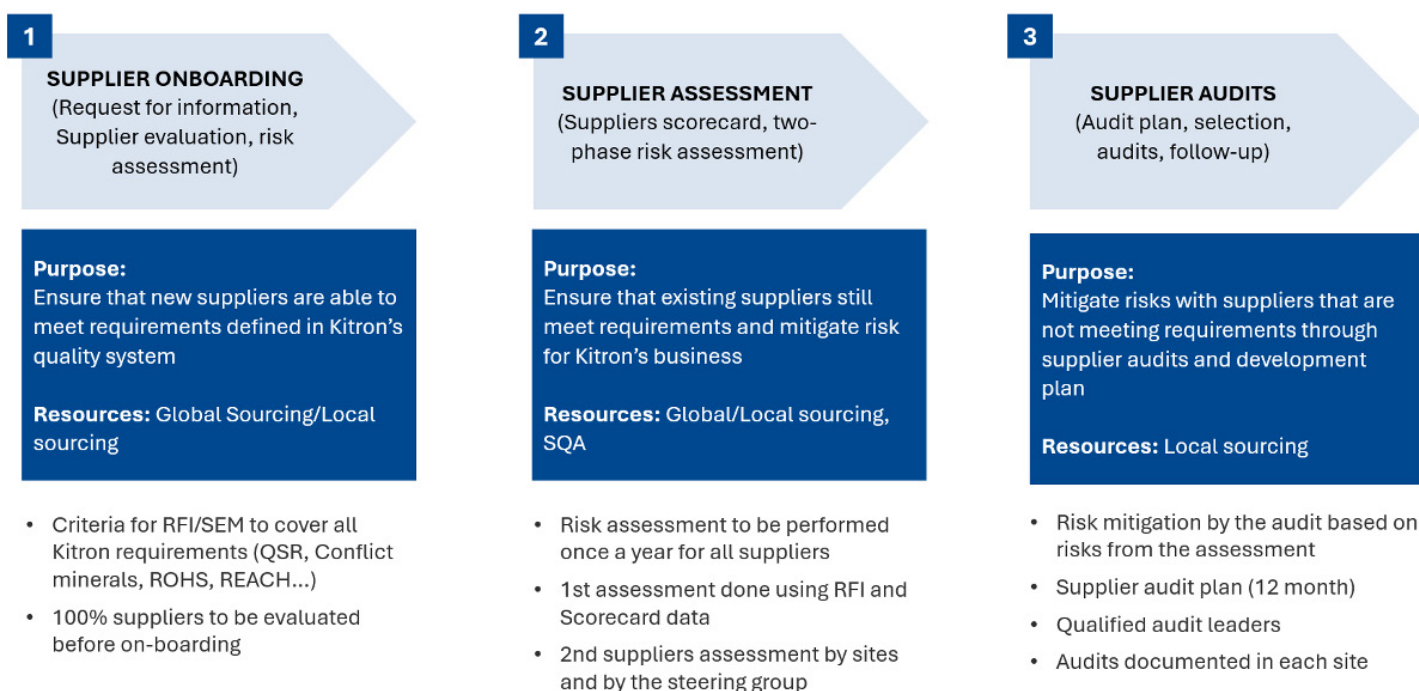 1
SUPPLIER ONBOARDING
(Request for information,
Supplier evaluation, risk
assessment)
Purpose:
Ensure that new suppliers are able to
meet requirements defined in Kitron’s
quality system
Resources: Global Sourcing/Local
sourcing
• Criteria for RFI/SEM to cover all
Kitron requirements (QSR, Conflict
minerals, ROHS, REACH...)
• 100% suppliers to be evaluated
before on-boarding
2
SUPPLIER ASSESSMENT
(Suppliers scorecard, two-
phase risk assessment)
Purpose:
Ensure that existing suppliers still
meet requirements and mitigate risk
for Kitron’s business
Resources: Global/Local sourcing,
SQA
• Risk assessment to be performed
once a year for all suppliers
• 1st assessment done using RFI and
Scorecard data
• 2nd suppliers assessment by sites
and by the steering group
3
SUPPLIER AUDITS
(Audit plan, selection,
audits, follow-up)
Purpose:
Mitigate risks with suppliers that are
not meeting requirements through
supplier audits and development
plan
Resources: Local sourcing
• Risk mitigation by the audit based on
risks from the assessment
• Supplier audit plan (12 month)
• Qualified audit leaders
• Audits documented in each site